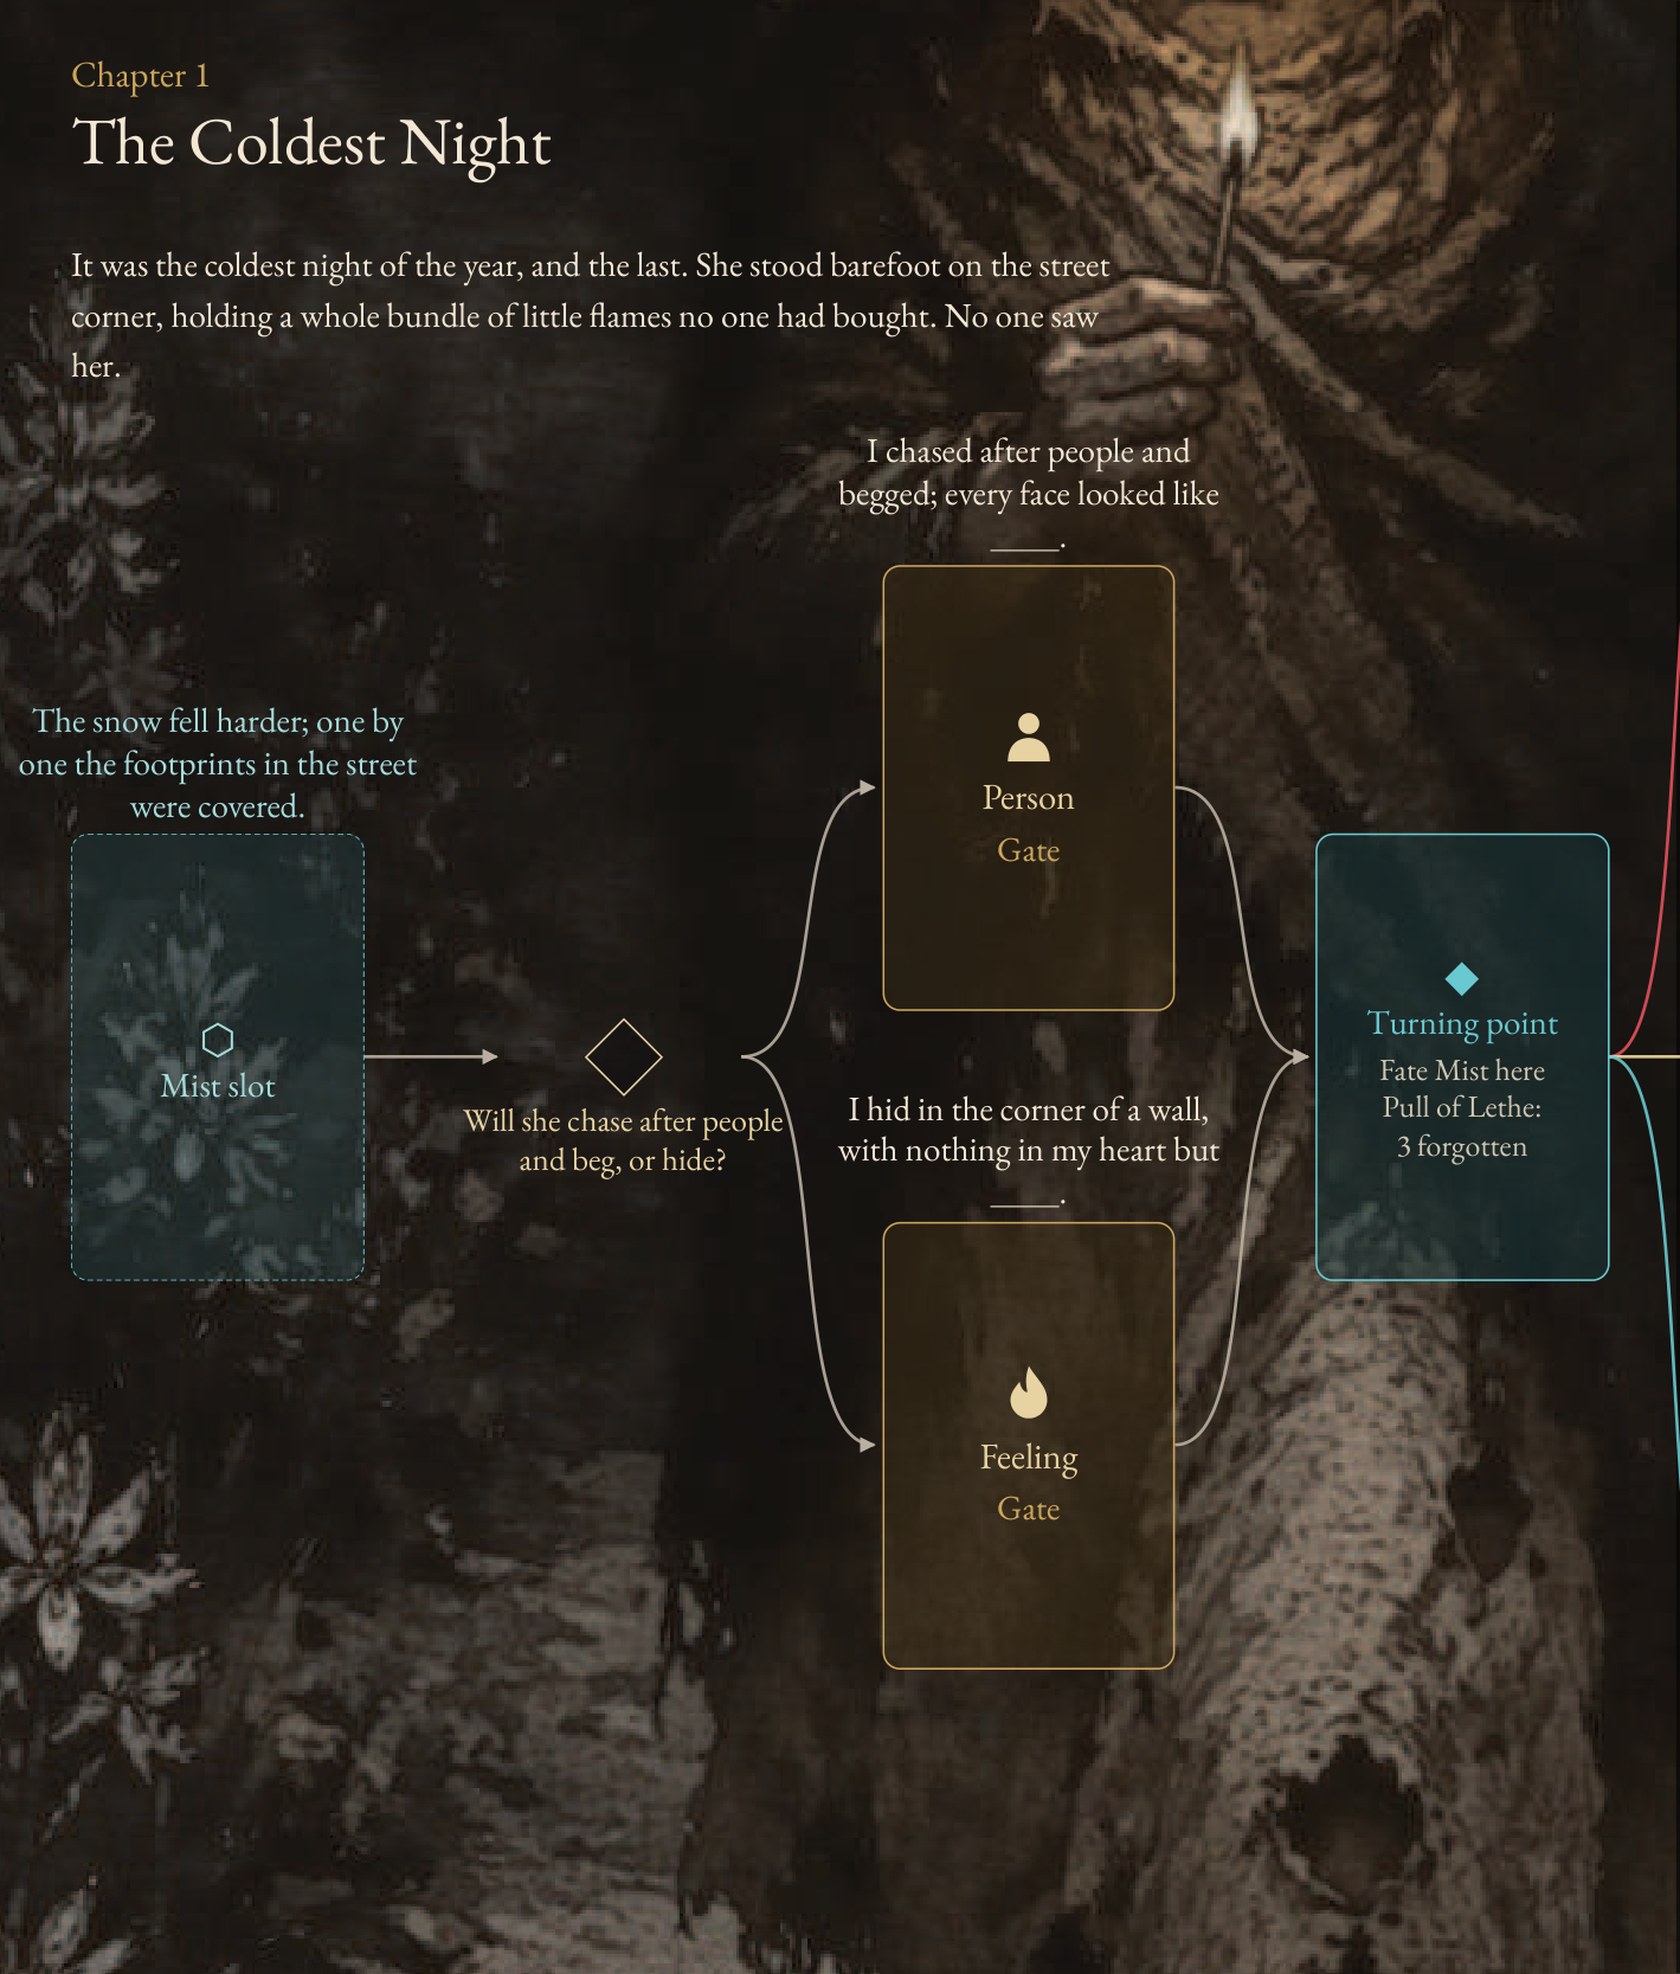 Chapter 1
The Coldest Night
It was the coldest night of the year, and the last. She stood barefoot on the street
corner, holding a whole bundle of little flames no one had bought. No one saw
her.
I chased after people and
begged; every face looked like
_____.
Person
Gate
The snow fell harder; one by
one the footprints in the street
were covered.
Mist slot
Will she chase after people
and beg, or hide?
I hid in the corner of a wall,
with nothing in my heart but
_____.
Feeling
Gate
Turning point
Fate Mist here
Pull of Lethe:
3 forgotten